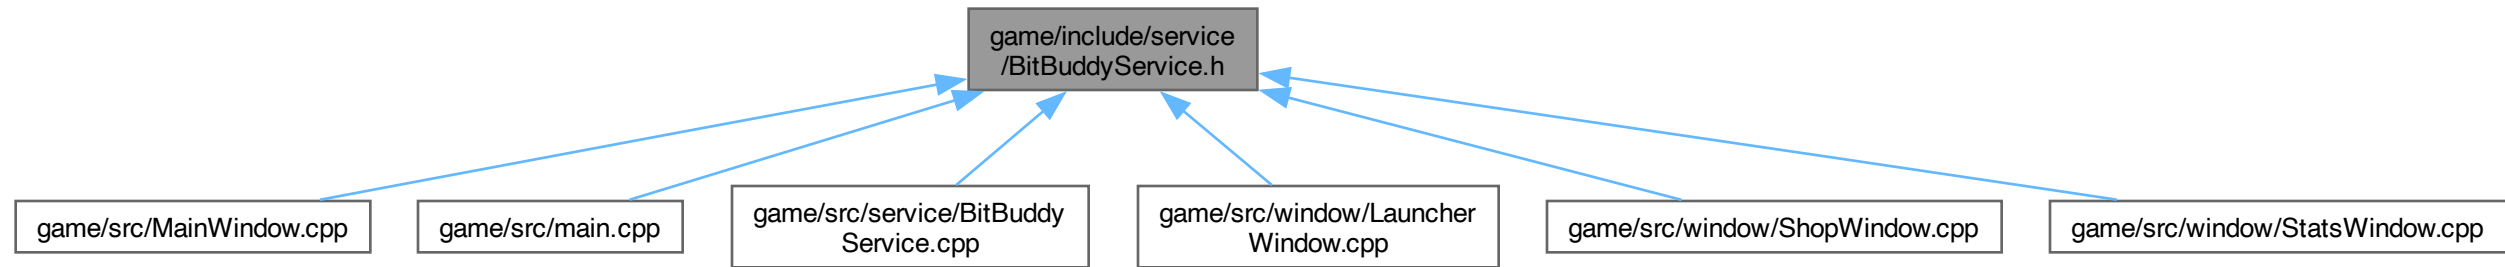 game/include/service
/BitBuddyService.h
game/src/MainWindow.cpp
game/src/main.cpp
game/src/service/BitBuddy
Service.cpp
game/src/window/Launcher
Window.cpp
game/src/window/ShopWindow.cpp
game/src/window/StatsWindow.cpp